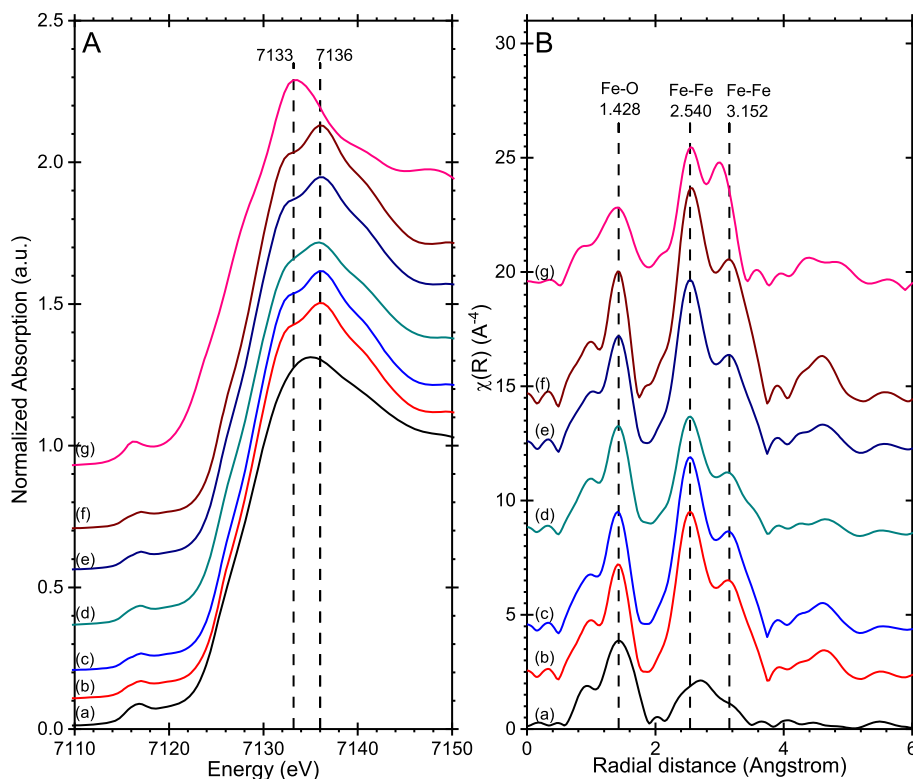 A
7133
7136
2.5
2.0
1.5
1.0
0.5
0.0
Normalized Absorption (a.u.)
(g)
(f)
(e)
(d)
(c)
(b)
(a)
7110
7120
7130
7140
7150
Energy (eV)
B
Fe-O
1.428
Fe-Fe
2.540
Fe-Fe
3.152
30
25
20
15
10
5
0
χ(R) (A-4)
(g)
(f)
(e)
(d)
(c)
(b)
(a)
0
2
4
6
Radial distance (Angstrom)